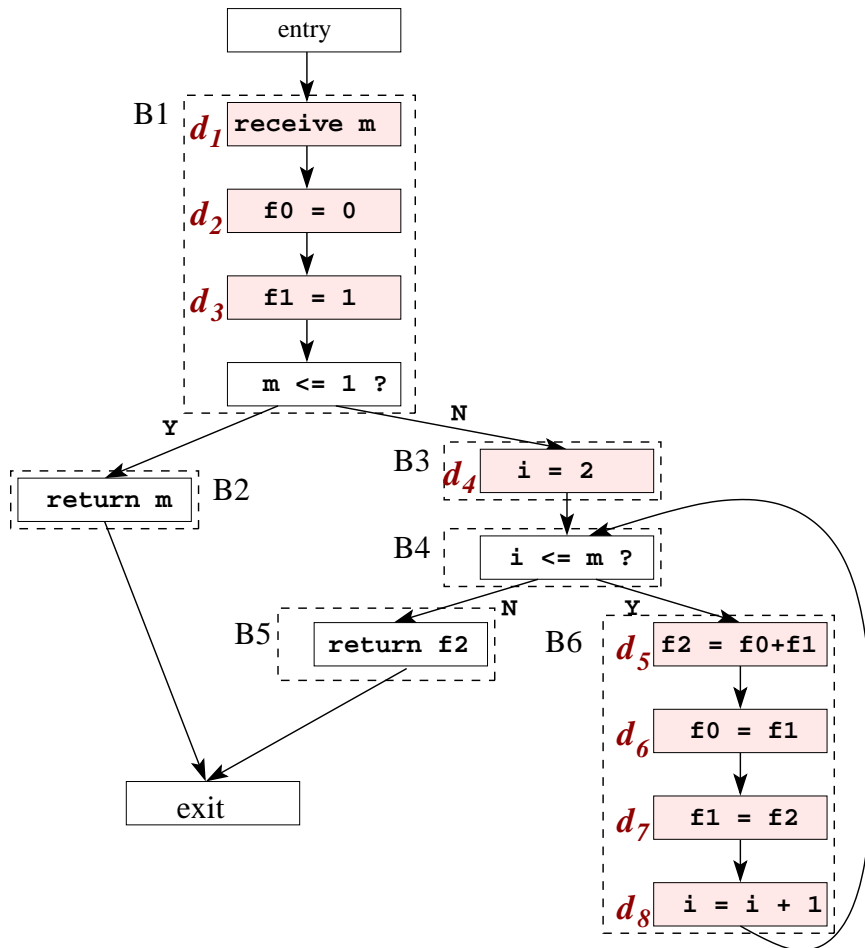 entry
B1
d1 receive m
d2 f0 = 0
d3 f1 = 1
m <= 1 ?
Y
N
B2
return m
B3
d4 i = 2
B4
i <= m ?
N
Y
B5
return f2
B6
d5 f2 = f0+f1
d6 f0 = f1
d7 f1 = f2
d8 i = i + 1
exit